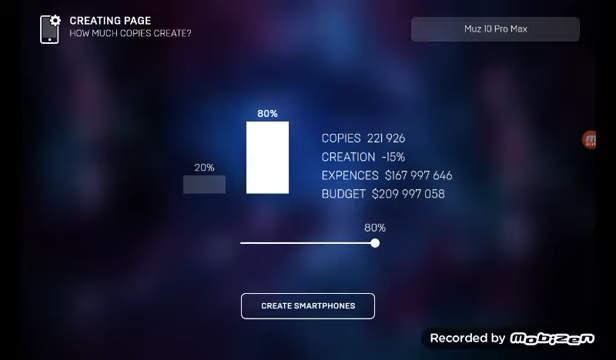 CREATING PAGE
HOW MUCH COPIES CREATE?
Muz 10 Pro Max
80%
20%
COPIES 221 926
CREATION -15%
EXPENCES $167 997 646
BUDGET $209 997 058
80%
CREATE SMARTPHONES
Recorded by Mobizen